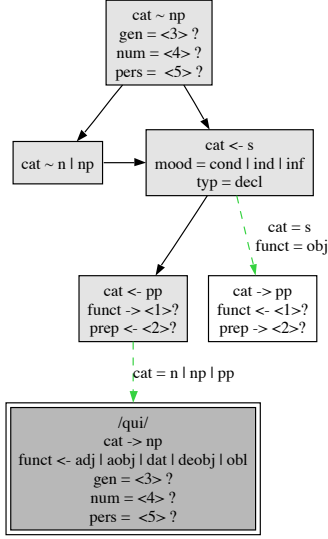 cat ~ np
gen = <3> ?
num = <4> ?
pers =  <5> ?
cat ~ n | np
cat <- s
mood = cond | ind | inf
typ = decl
cat = s
funct = obj
cat <- pp
funct -> <1>?
prep <- <2>?
cat -> pp
funct <- <1>?
prep -> <2>?
cat = n | np | pp
/qui/
cat -> np
funct <- adj | aobj | dat | deobj | obl
gen = <3> ?
num = <4> ?
pers =  <5> ?